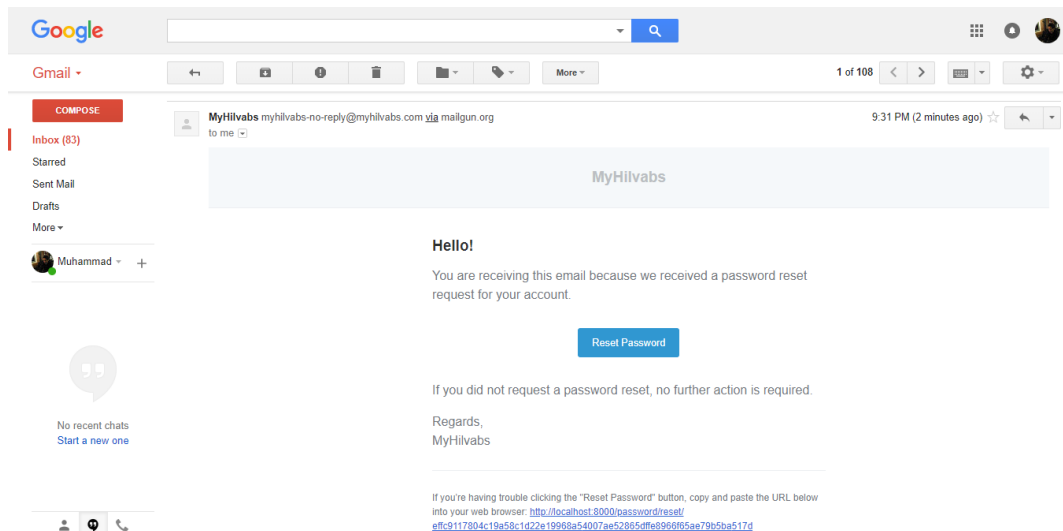 Google
Gmail
More
1 of 108
COMPOSE
Inbox (83)
Starred
Sent Mail
Drafts
More
Muhammad
No recent chats
Start a new one
MyHilvabs myhilvabs-no-reply@myhilvabs.com via mailgun.org
9:31 PM (2 minutes ago)
to me
MyHilvabs
Hello!
You are receiving this email because we received a password reset
request for your account.
Reset Password
If you did not request a password reset, no further action is required.
Regards,
MyHilvabs
If you're having trouble clicking the "Reset Password" button, copy and paste the URL below
into your web browser: http://localhost:8000/password/reset/
effc9117804c19a58c1d22e19968a54007ae52865dffe8966f65ae79b5ba517d